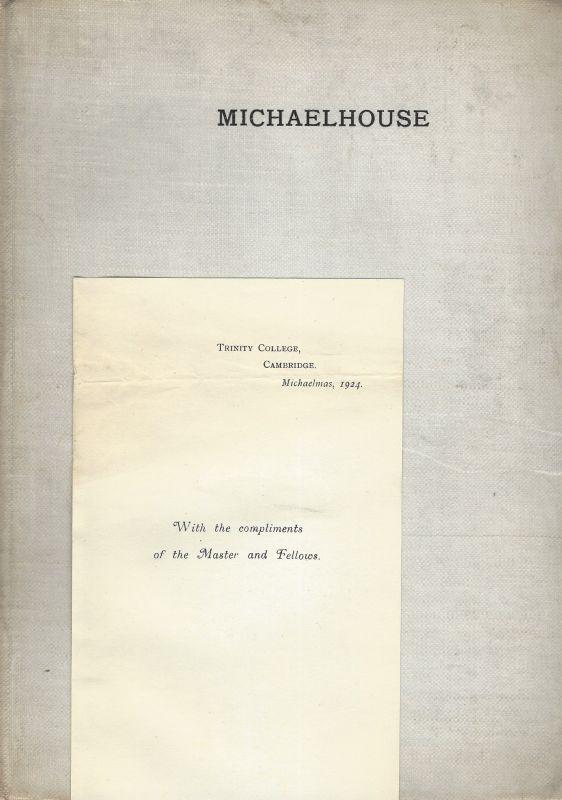 MICHAELHOUSE
Trinity College,
Cambridge.
Michaelmas, 1924.
With the compliments
of the Master and Fellows.